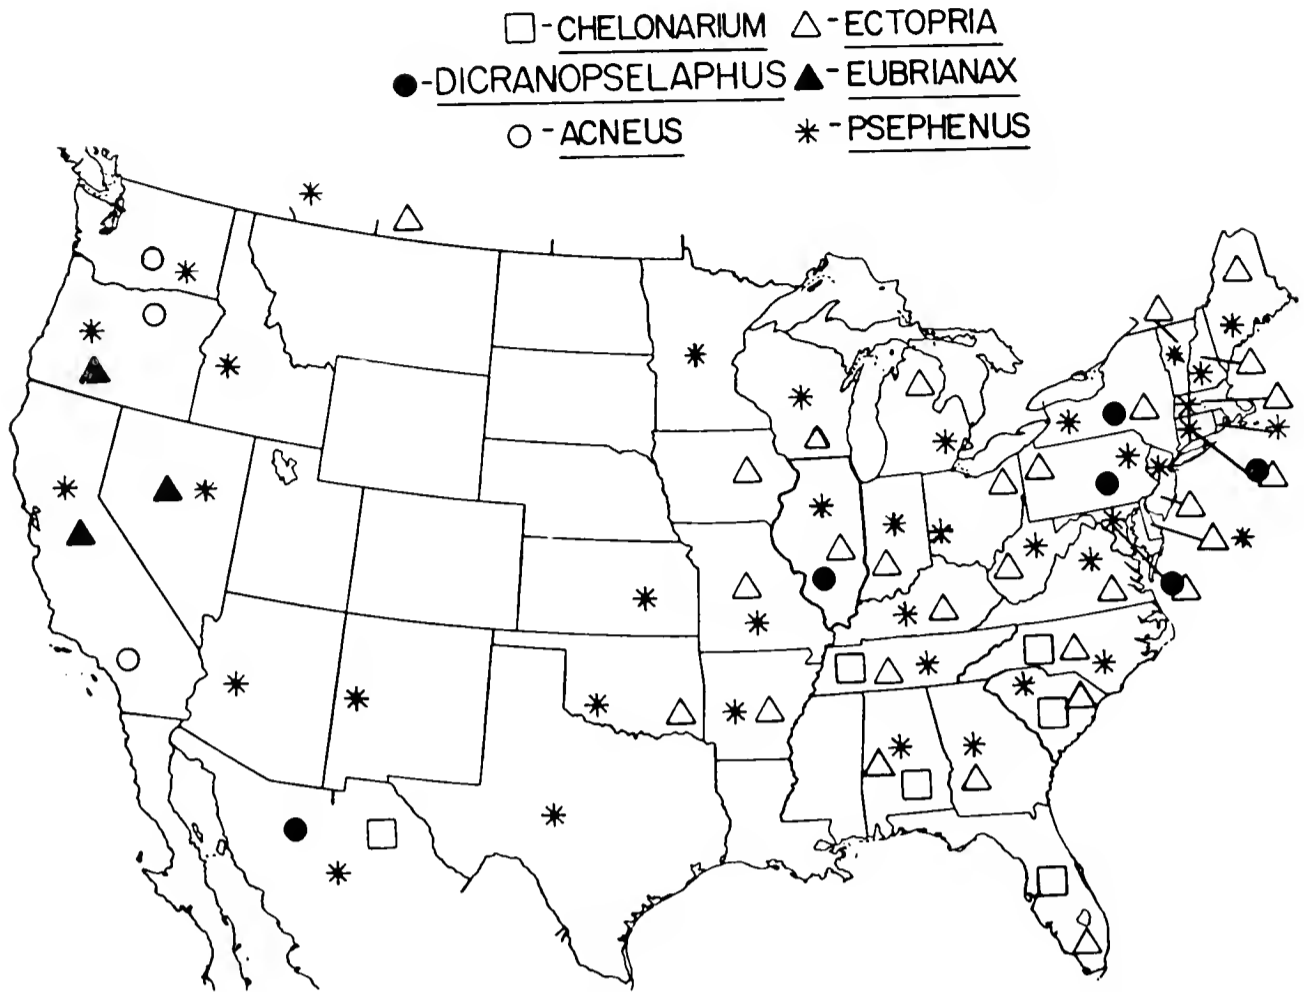 □ - CHELONARIUM △ - ECTOPRIA
● - DICRANOPSELAPHUS ▲ - EUBRIANAX
○ - ACNEUS ✳ - PSEPHENUS